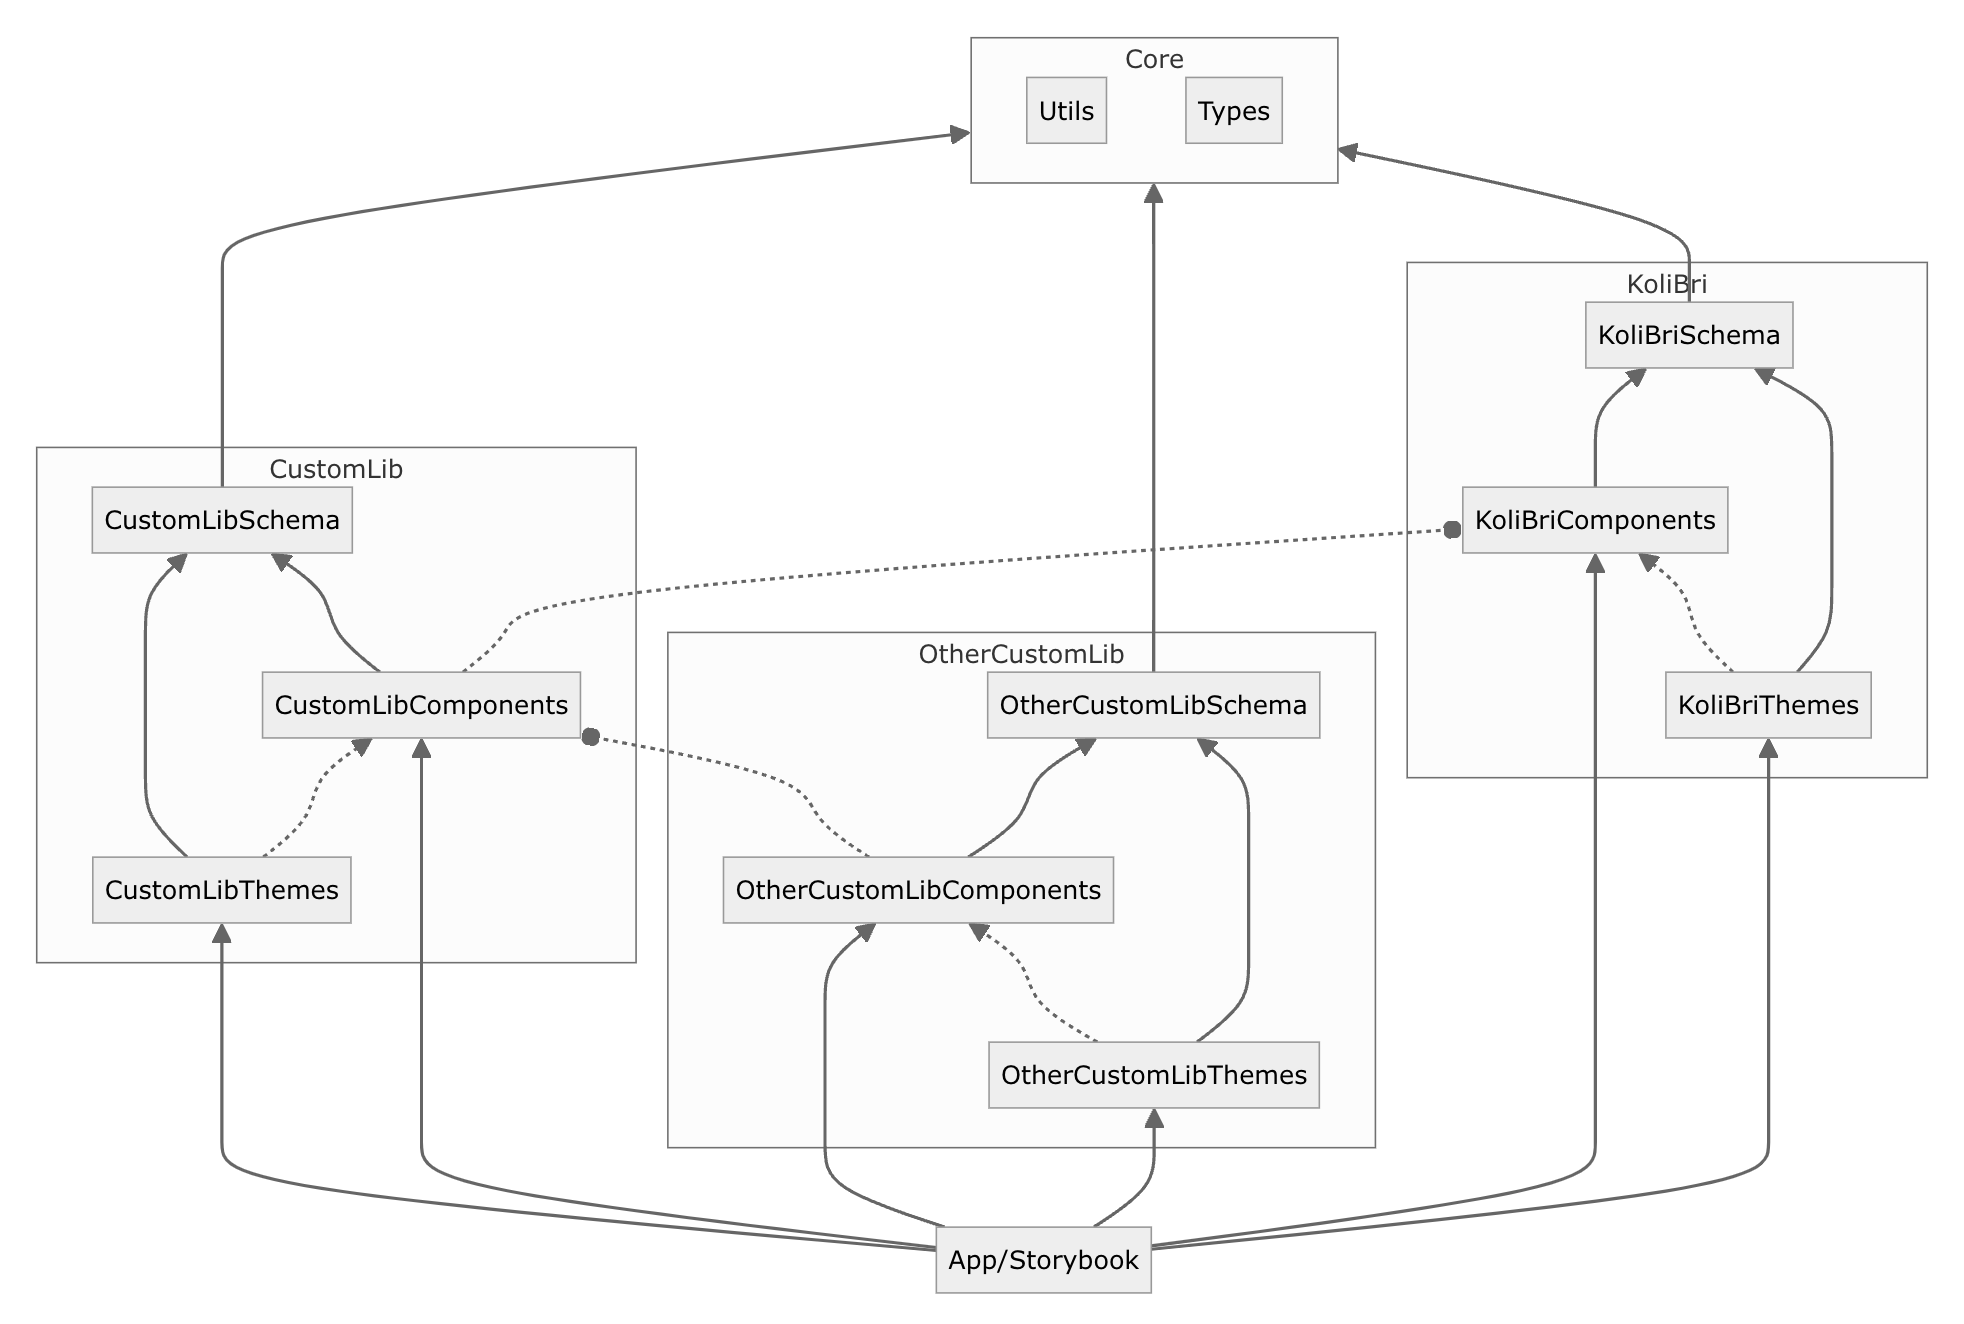 Core
Utils
Types
KoliBri
KoliBriSchema
CustomLib
CustomLibSchema
KoliBriComponents
OtherCustomLib
CustomLibComponents
OtherCustomLibSchema
KoliBriThemes
CustomLibThemes
OtherCustomLibComponents
OtherCustomLibThemes
App/Storybook